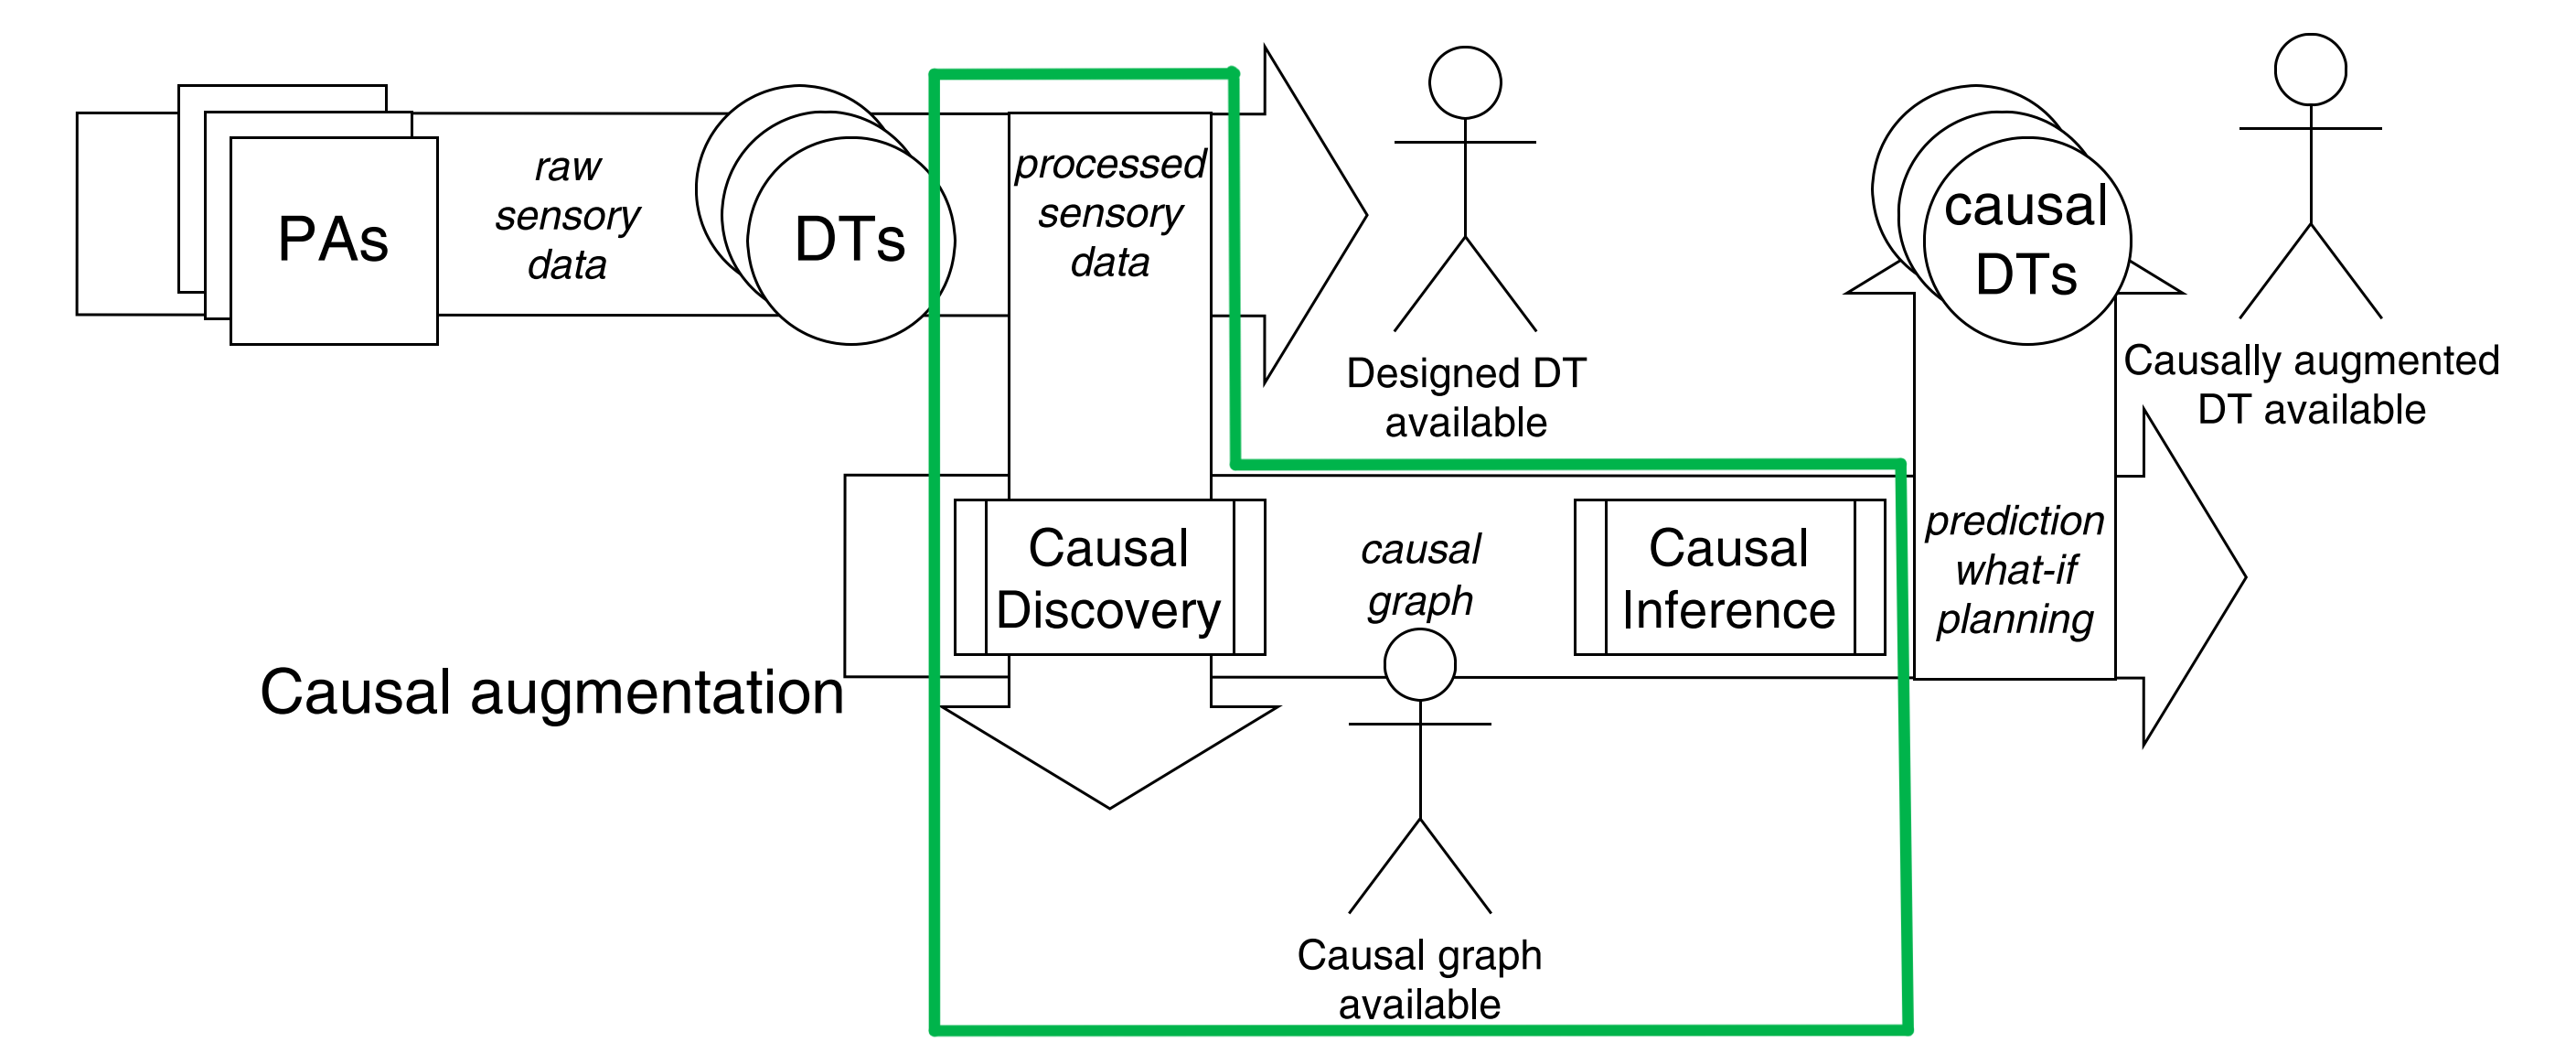 PAs
raw
sensory
data
DTs
processed
sensory
data
Designed DT
available
causal
DTs
Causally augmented
DT available
Causal augmentation
Causal
Discovery
causal
graph
Causal
Inference
prediction
what-if
planning
Causal graph
available